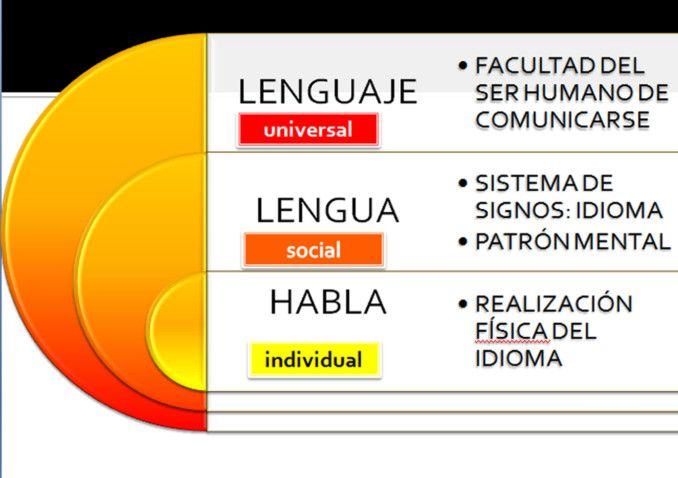 LENGUAJE
universal
• FACULTAD DEL
SER HUMANO DE
COMUNICARSE
LENGUA
social
• SISTEMA DE
SIGNOS: IDIOMA
• PATRÓN MENTAL
HABLA
individual
• REALIZACIÓN
FÍSICA DEL
IDIOMA